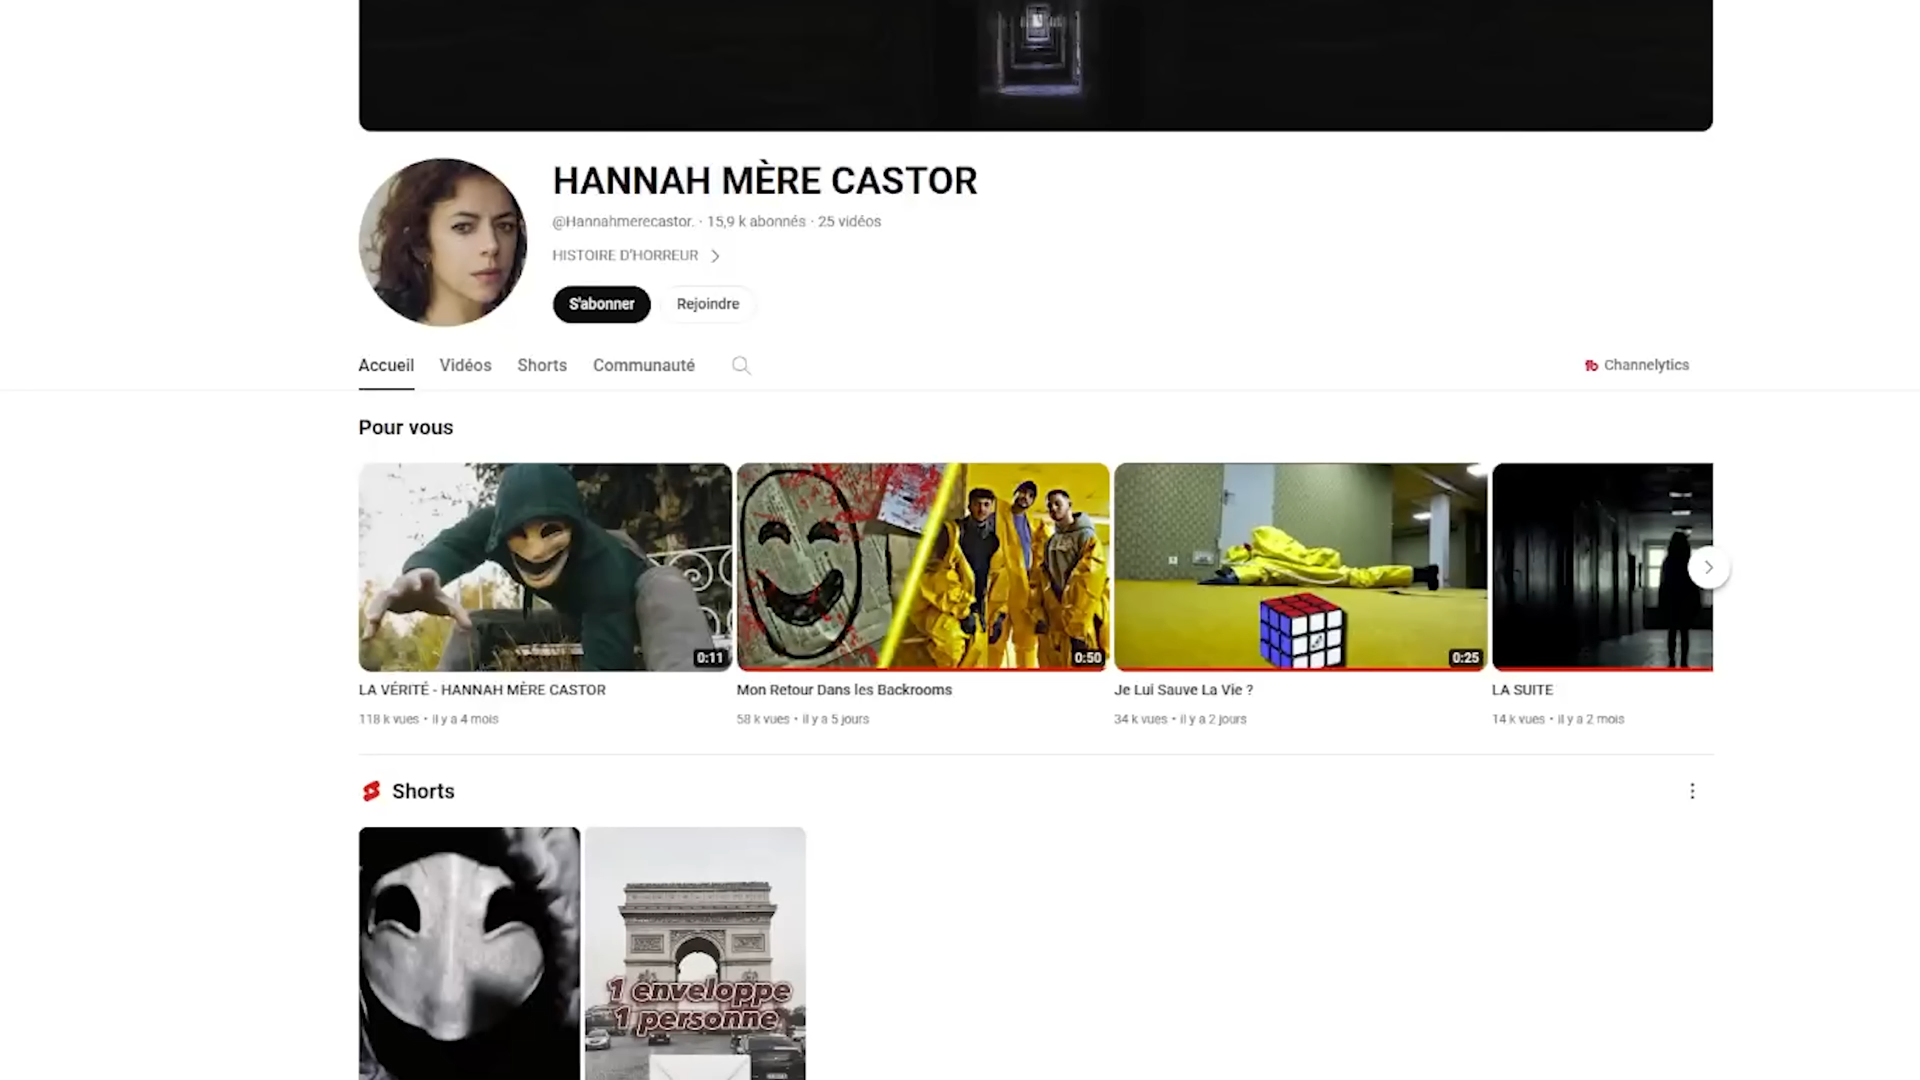 HANNAH MÈRE CASTOR
@Hannahmerecastor. · 15,9 k abonnés · 25 vidéos
HISTOIRE D'HORREUR
S'abonner
Rejoindre
Accueil
Vidéos
Shorts
Communauté
Channelytics
Pour vous
0:11
0:50
0:25
LA VÉRITÉ - HANNAH MÈRE CASTOR
Mon Retour Dans les Backrooms
Je Lui Sauve La Vie ?
LA SUITE
118 k vues • il y a 4 mois
58 k vues • il y a 5 jours
34 k vues • il y a 2 jours
14 k vues • il y a 2 mois
Shorts
1 enveloppe
1 personne